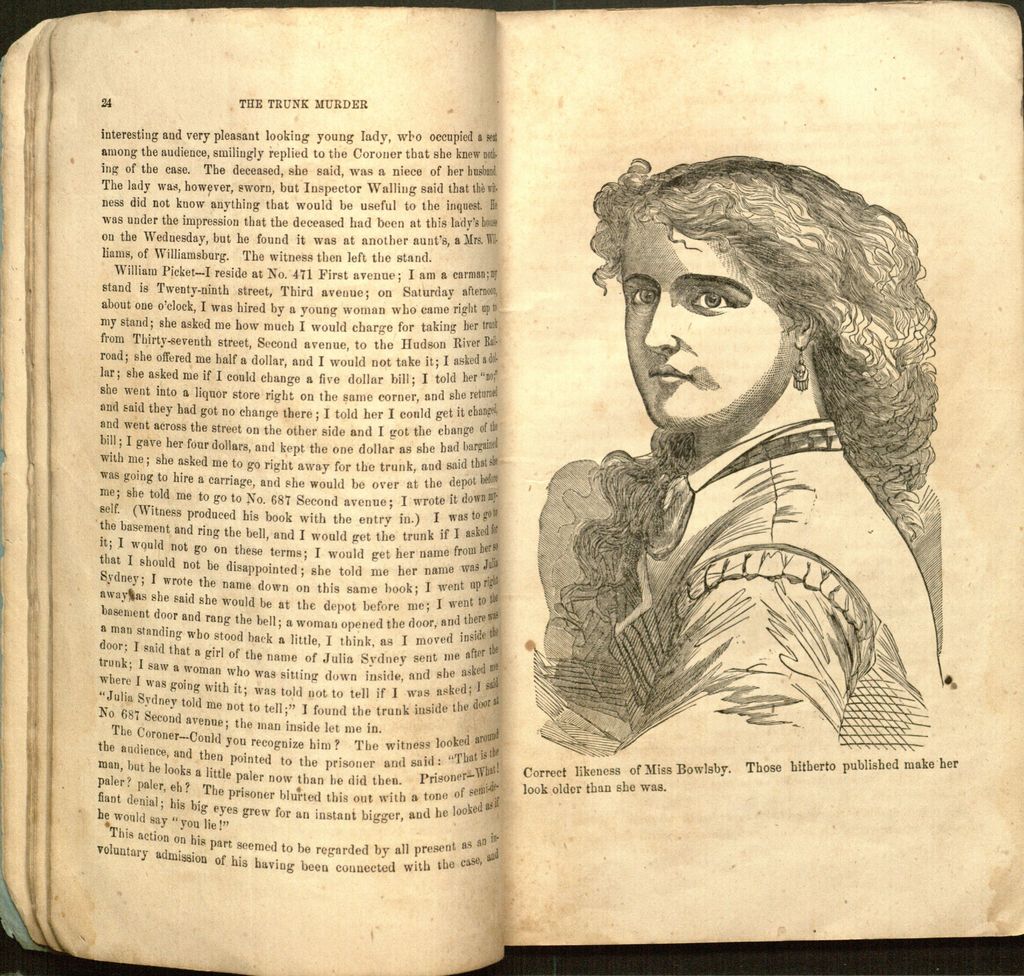 24 THE TRUNK MURDER
interesting and very pleasant looking young lady, who occupied a seat
among the audience, smilingly replied to the Coroner that she knew noth-
ing of the case. The deceased, she said, was a niece of her husband.
The lady was, however, sworn, but Inspector Walling said that the wit-
ness did not know anything that would be useful to the inquest. He
was under the impression that the deceased had been at this lady's house
on the Wednesday, but he found it was at another aunt's, a Mrs. Wil-
liams, of Williamsburg. The witness then left the stand.
William Picket—I reside at No. 471 First avenue; I am a carman; my
stand is Twenty-ninth street, Third avenue; on Saturday afternoon,
about one o'clock, I was hired by a young woman who came right up to
my stand; she asked me how much I would charge for taking her trunk
from Thirty-seventh street, Second avenue, to the Hudson River Rail-
road; she offered me half a dollar, and I would not take it; I asked a dol-
lar; she asked me if I could change a five dollar bill; I told her "no;"
she went into a liquor store right on the same corner, and she returned
and said they had got no change there; I told her I could get it changed,
and went across the street on the other side and I got the change of the
bill; I gave her four dollars, and kept the one dollar as she had bargained
with me; she asked me to go right away for the trunk, and said that she
was going to hire a carriage, and she would be over at the depot before
me; she told me to go to No. 687 Second avenue; I wrote it down my-
self. (Witness produced his book with the entry in.) I was to go to
the basement and ring the bell, and I would get the trunk if I asked for
it; I would not go on these terms; I would get her name from her so
that I should not be disappointed; she told me her name was Julia
Sydney; I wrote the name down on this same book; I went up right
away as she said she would be at the depot before me; I went to the
basement door and rang the bell; a woman opened the door, and there was
a man standing who stood back a little, I think, as I moved inside the
door; I said that a girl of the name of Julia Sydney sent me after the
trunk; I saw a woman who was sitting down inside, and she asked me
where I was going with it; was told not to tell if I was asked; I said
"Julia Sydney told me not to tell;" I found the trunk inside the door at
No 687 Second avenue; the man inside let me in.
The Coroner—Could you recognize him? The witness looked around
the audience, and then pointed to the prisoner and said: "That is the
man, but he looks a little paler now than he did then. Prisoner—What!
paler? paler, eh? The prisoner blurted this out with a tone of semi-de-
fiant denial; his big eyes grew for an instant bigger, and he looked as if
he would say "you lie!"
This action on his part seemed to be regarded by all present as an in-
voluntary admission of his having been connected with the case, and
Correct likeness of Miss Bowlsby. Those hitherto published make her
look older than she was.